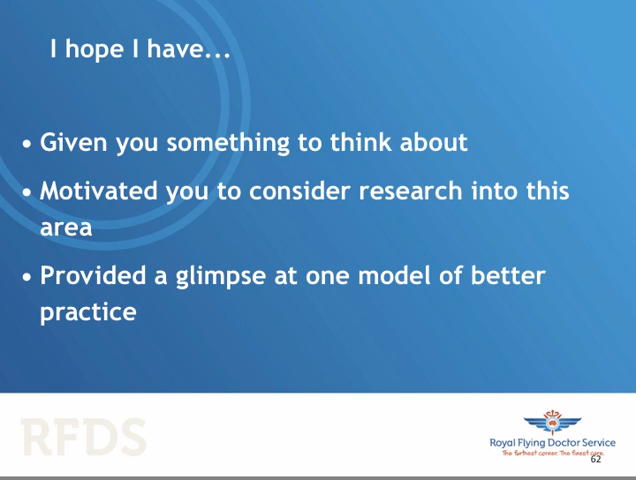 I hope I have...
• Given you something to think about
• Motivated you to consider research into this
area
• Provided a glimpse at one model of better
practice
RFDS
Royal Flying Doctor Service
The furthest corner. The finest care.
62